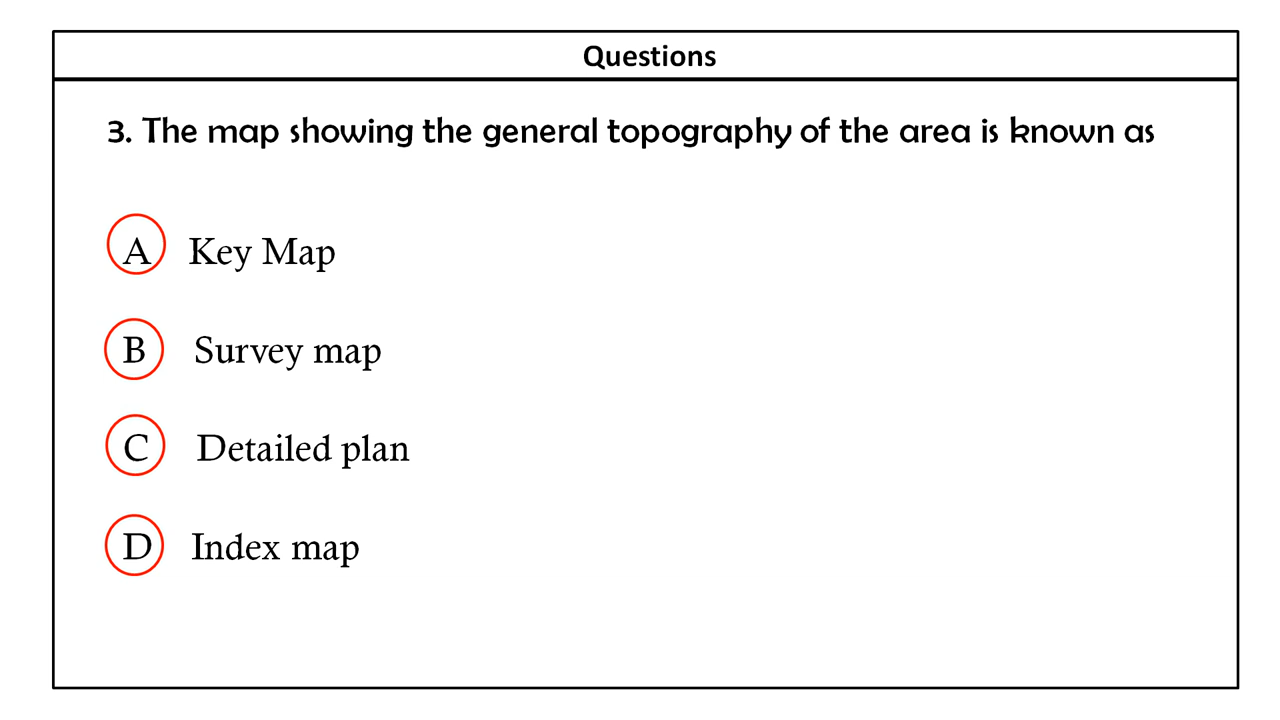 Questions
3. The map showing the general topography of the area is known as
A Key Map
B Survey map
C Detailed plan
D Index map